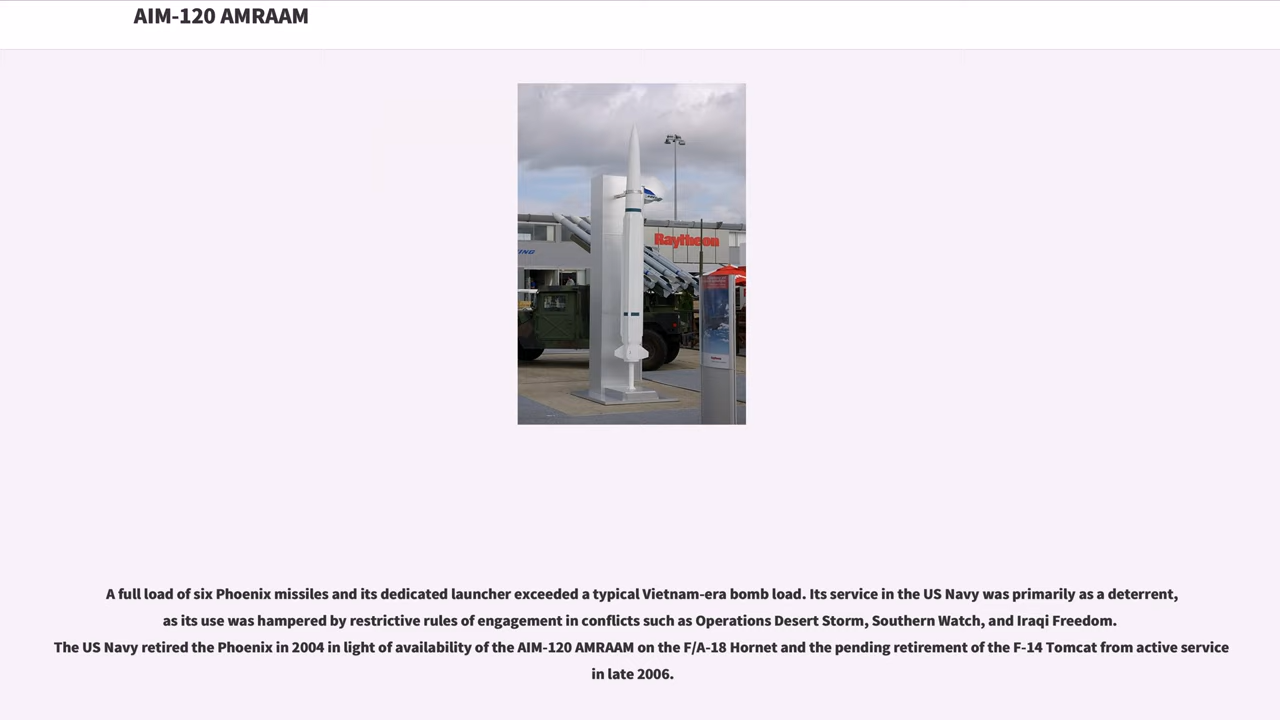 AIM-120 AMRAAM
Raytheon
A full load of six Phoenix missiles and its dedicated launcher exceeded a typical Vietnam-era bomb load. Its service in the US Navy was primarily as a deterrent,
as its use was hampered by restrictive rules of engagement in conflicts such as Operations Desert Storm, Southern Watch, and Iraqi Freedom.
The US Navy retired the Phoenix in 2004 in light of availability of the AIM-120 AMRAAM on the F/A-18 Hornet and the pending retirement of the F-14 Tomcat from active service
in late 2006.